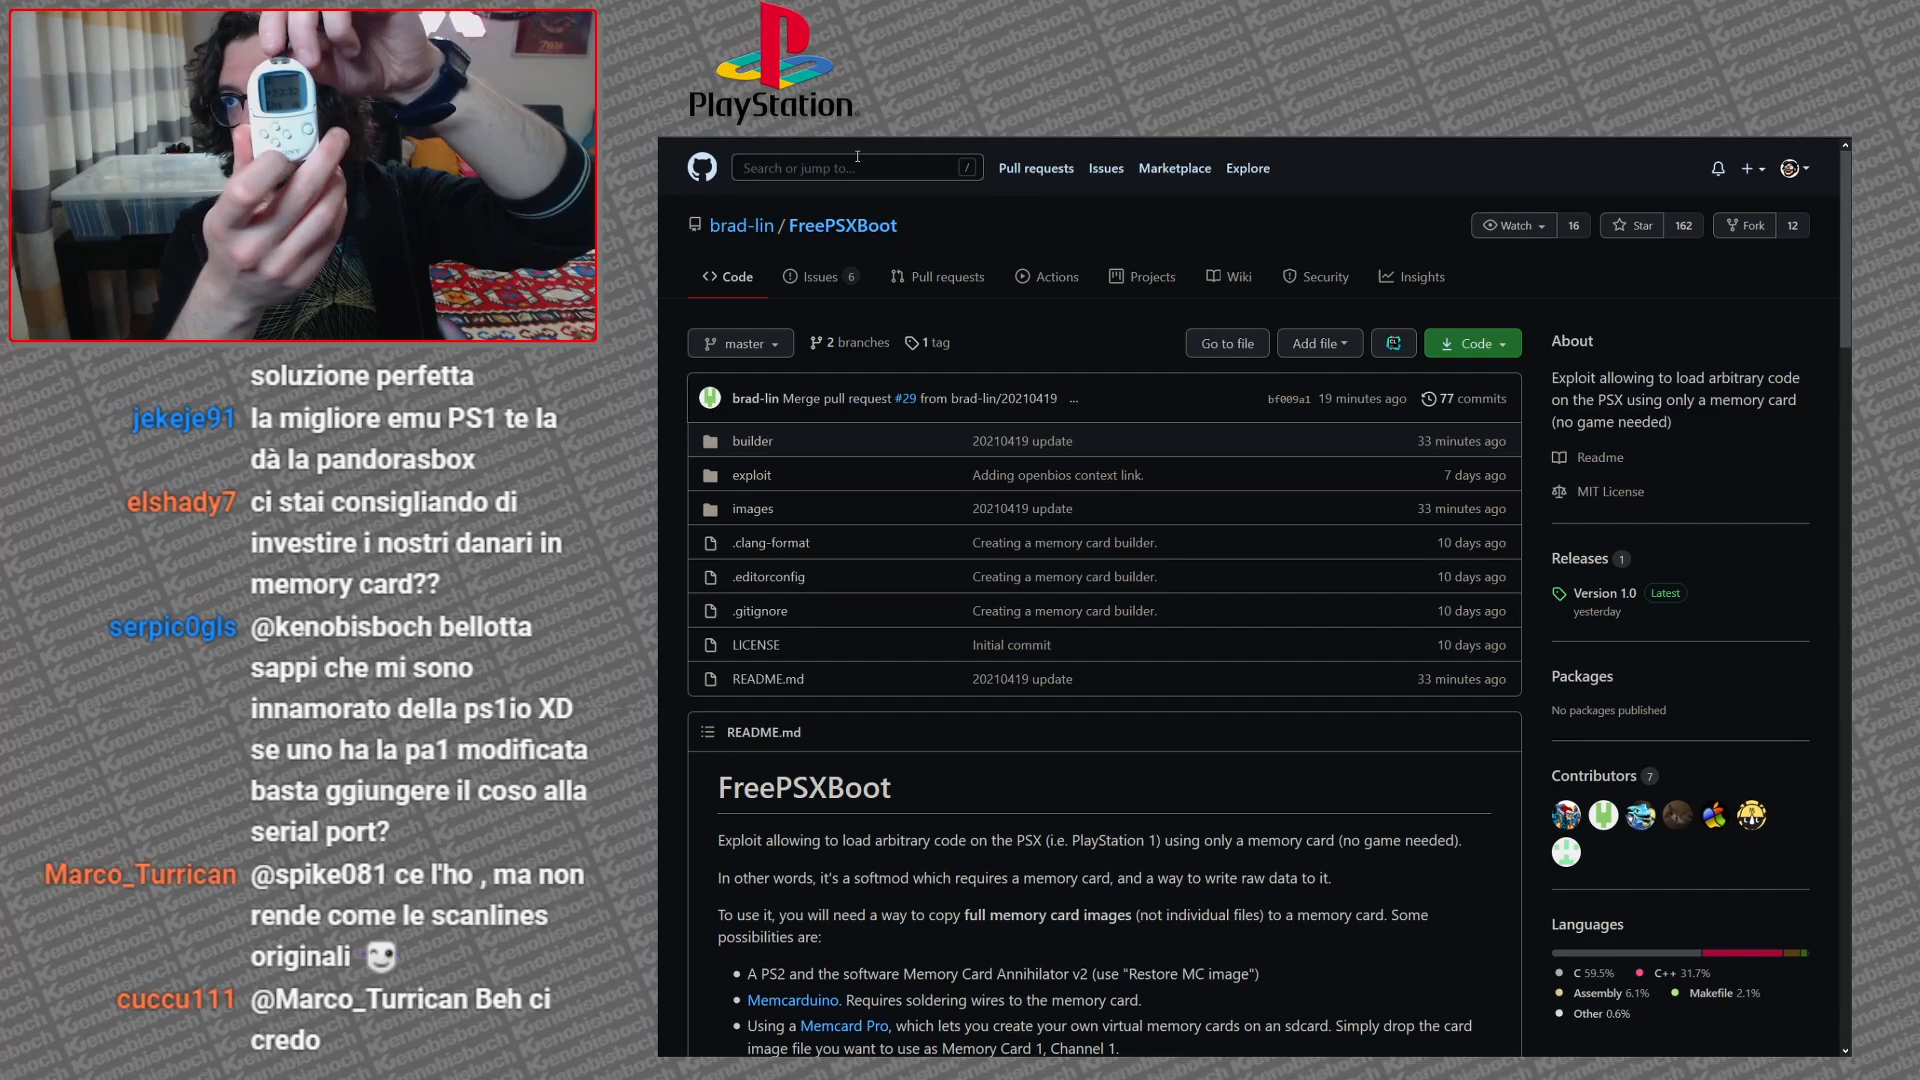 PlayStation
soluzione perfetta
jekeje91 la migliore emu PS1 te la
dà la pandorasbox
elshady7 ci stai consigliando di
investire i nostri danari in
memory card??
serpic0gls @kenobisboch bellotta
sappi che mi sono
innamorato della ps1io XD
se uno ha la pa1 modificata
basta ggiungere il coso alla
serial port?
Marco_Turrican @spike081 ce l'ho , ma non
rende come le scanlines
originali
cuccu111 @Marco_Turrican Beh ci
credo
Search or jump to... / Pull requests Issues Marketplace Explore
brad-lin / FreePSXBoot Watch 16 Star 162 Fork 12
Code Issues 6 Pull requests Actions Projects Wiki Security Insights
master 2 branches 1 tag Go to file Add file Code
brad-lin Merge pull request #29 from brad-lin/20210419 ... bf009a1 19 minutes ago 77 commits
builder 20210419 update 33 minutes ago
exploit Adding openbios context link. 7 days ago
images 20210419 update 33 minutes ago
.clang-format Creating a memory card builder. 10 days ago
.editorconfig Creating a memory card builder. 10 days ago
.gitignore Creating a memory card builder. 10 days ago
LICENSE Initial commit 10 days ago
README.md 20210419 update 33 minutes ago
README.md
FreePSXBoot
Exploit allowing to load arbitrary code on the PSX (i.e. PlayStation 1) using only a memory card (no game needed).
In other words, it's a softmod which requires a memory card, and a way to write raw data to it.
To use it, you will need a way to copy full memory card images (not individual files) to a memory card. Some
possibilities are:
A PS2 and the software Memory Card Annihilator v2 (use "Restore MC image")
Memcarduino. Requires soldering wires to the memory card.
Using a Memcard Pro, which lets you create your own virtual memory cards on an sdcard. Simply drop the card
image file you want to use as Memory Card 1, Channel 1.
About
Exploit allowing to load arbitrary code
on the PSX using only a memory card
(no game needed)
Readme
MIT License
Releases 1
Version 1.0 Latest
yesterday
Packages
No packages published
Contributors 7
Languages
C 59.5% C++ 31.7%
Assembly 6.1% Makefile 2.1%
Other 0.6%
Kenobisboch